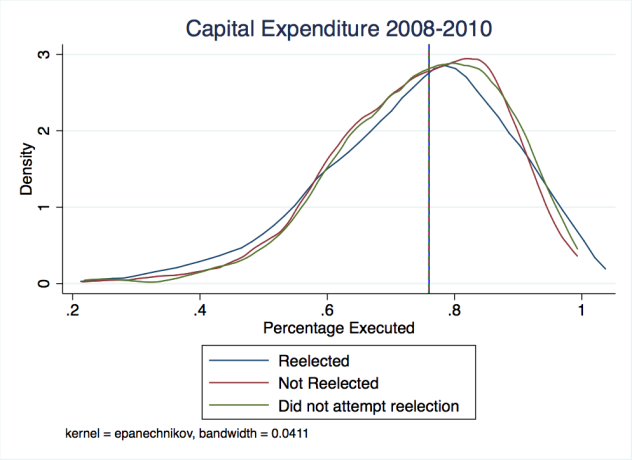 Capital Expenditure 2008-2010
3
2
1
0
Density
.2 .4 .6 .8 1
Percentage Executed
Reelected
Not Reelected
Did not attempt reelection
kernel = epanechnikov, bandwidth = 0.0411